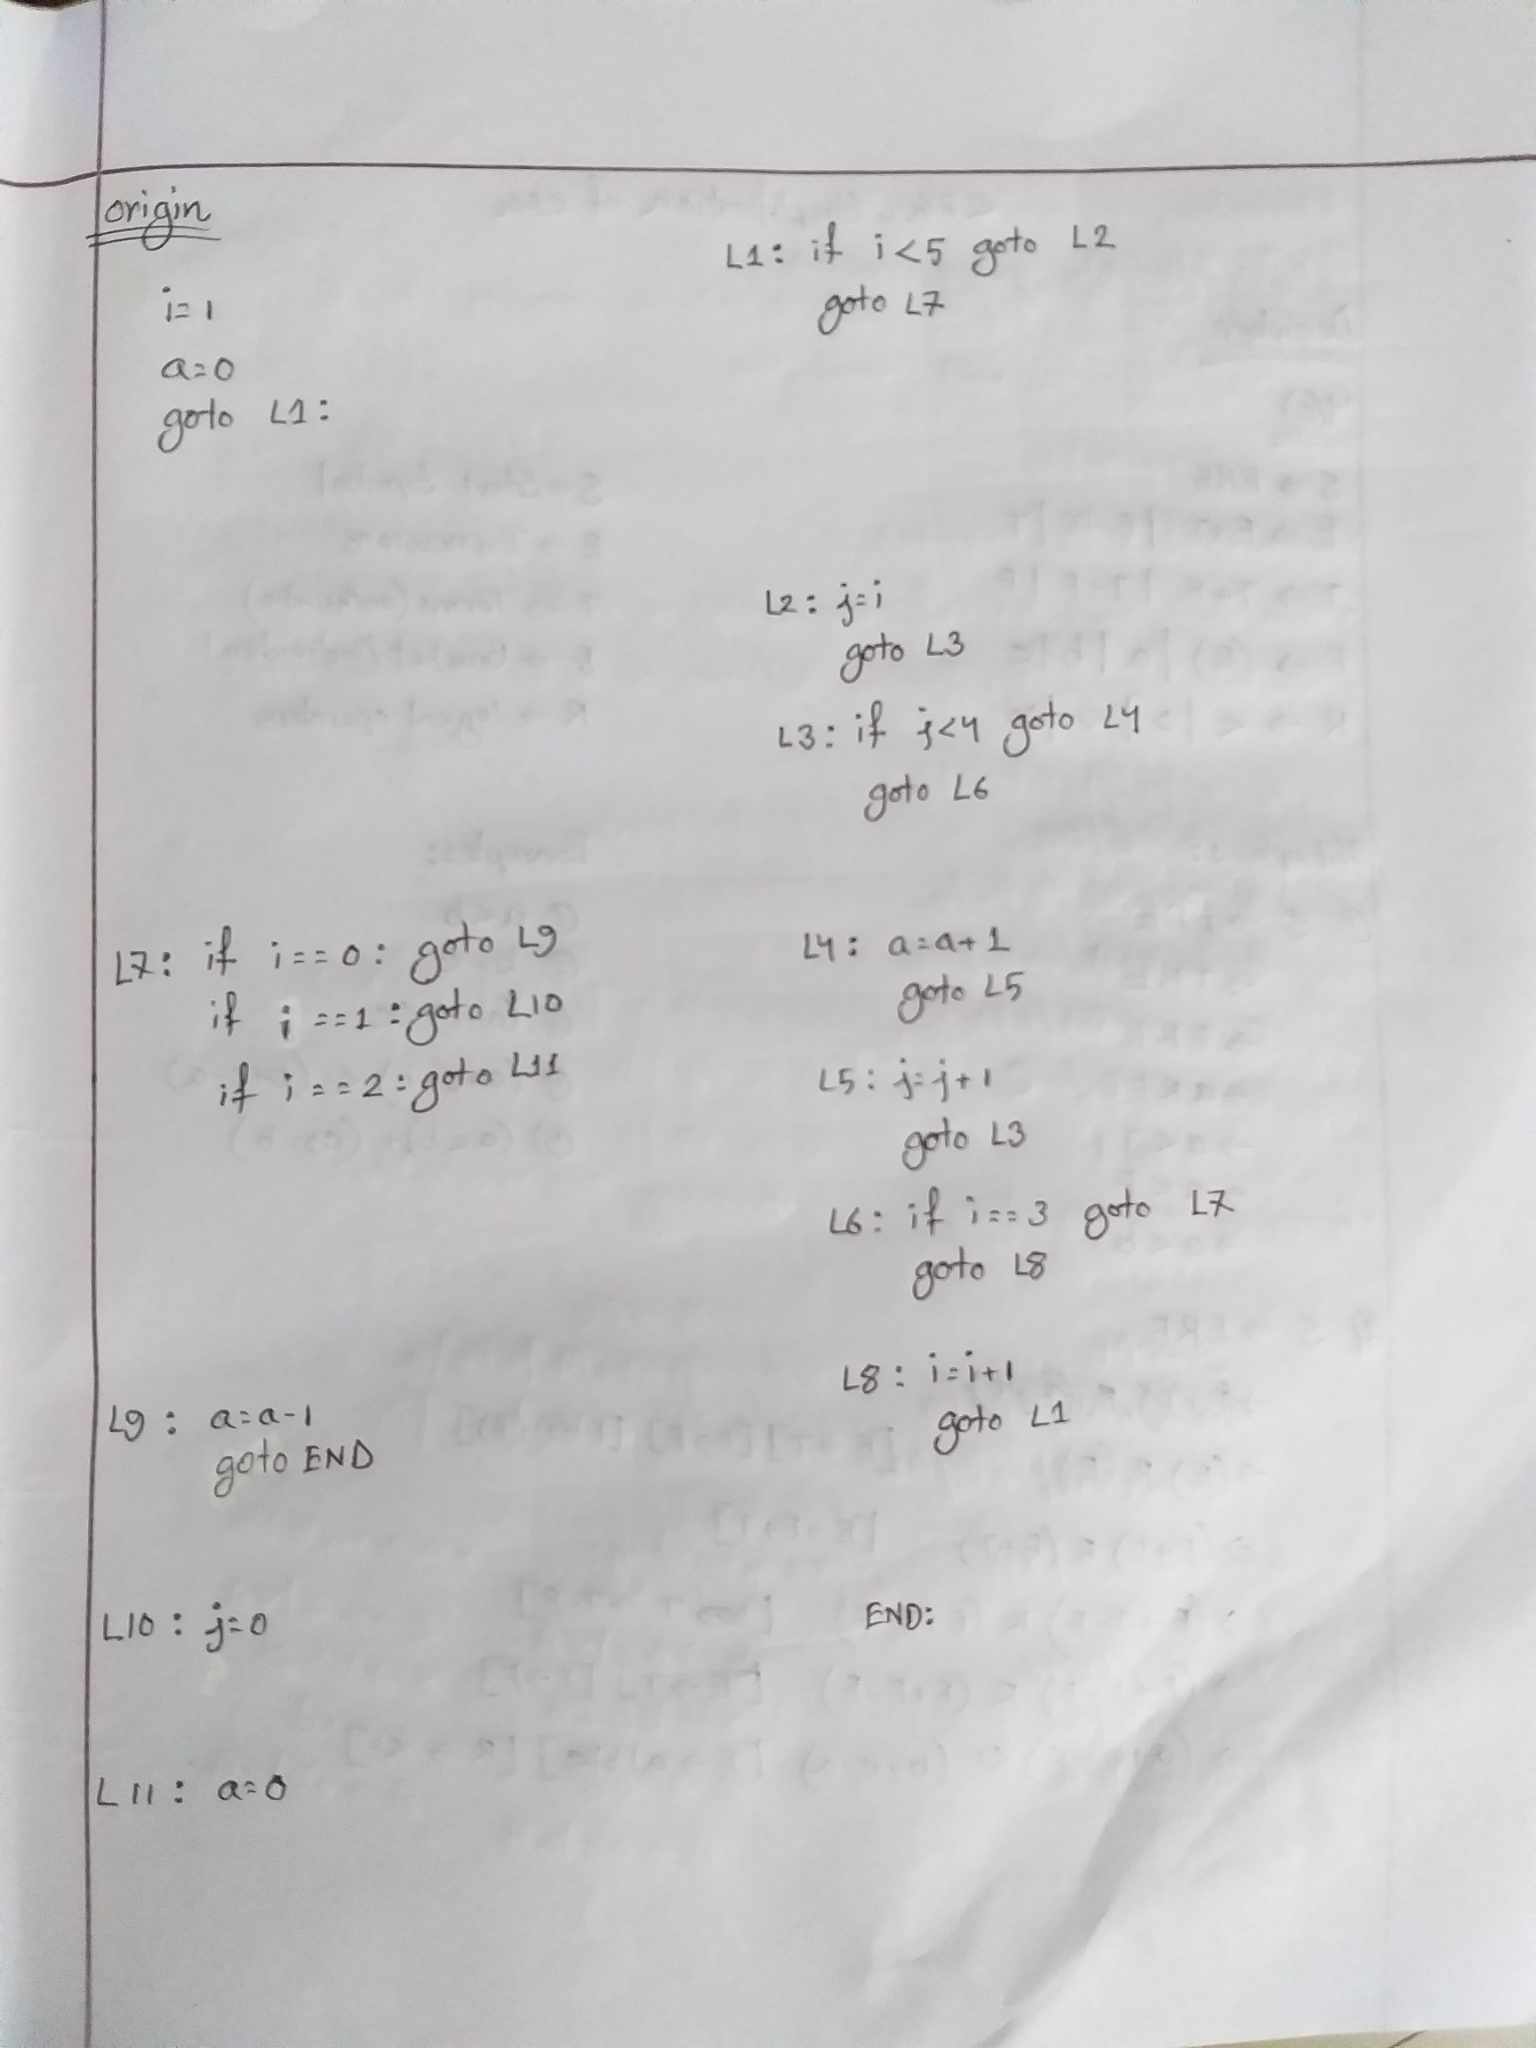 origin
i=1
a=0
goto L1:
L1: if i<5 goto L2
goto L7
L2: j=i
goto L3
L3: if j<4 goto L4
goto L6
L7: if i==0: goto L9
if i==1: goto L10
if i==2: goto L11
L4: a=a+1
goto L5
L5: j=j+1
goto L3
L6: if i==3 goto L7
goto L8
L8: i=i+1
goto L1
L9: a=a-1
goto END
L10: j=0
END:
L11: a=0